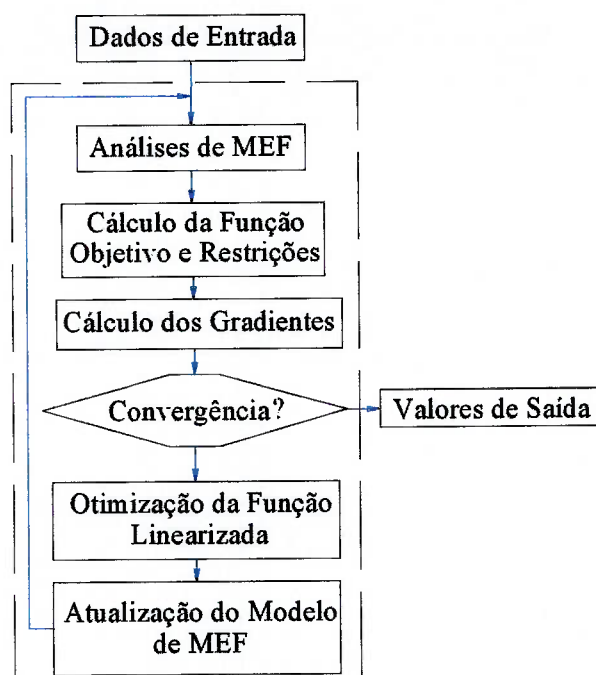 Dados de Entrada
Análises de MEF
Cálculo da Função
Objetivo e Restrições
Cálculo dos Gradientes
Convergência?
Valores de Saída
Otimização da Função
Linearizada
Atualização do Modelo
de MEF